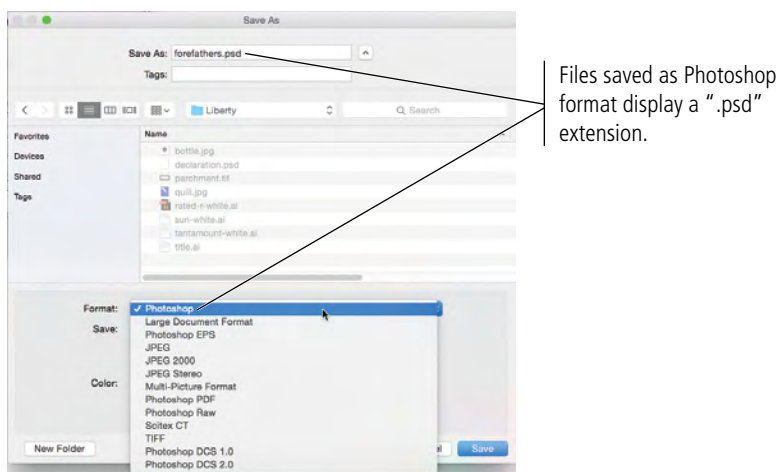 Save As
Save As: forefathers.psd
Tags:
Liberty
Search
Favorites
Devices
Shared
Tags
Name
bottle.jpg
declaration.psd
parchment.tif
quill.jpg
rated-r-white.ai
sun-white.ai
tantamount-white.ai
title.ai
Files saved as Photoshop
format display a “.psd”
extension.
Format: Photoshop
Save:
Color:
Large Document Format
Photoshop EPS
JPEG
JPEG 2000
JPEG Stereo
Multi-Picture Format
Photoshop PDF
Photoshop Raw
Scitex CT
TIFF
Photoshop DCS 1.0
Photoshop DCS 2.0
New Folder
Save